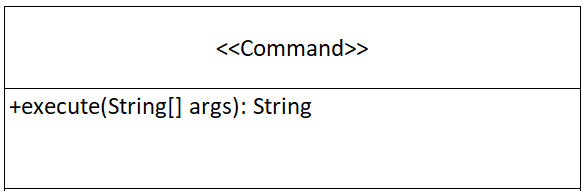 <<Command>>
+execute(String[] args): String